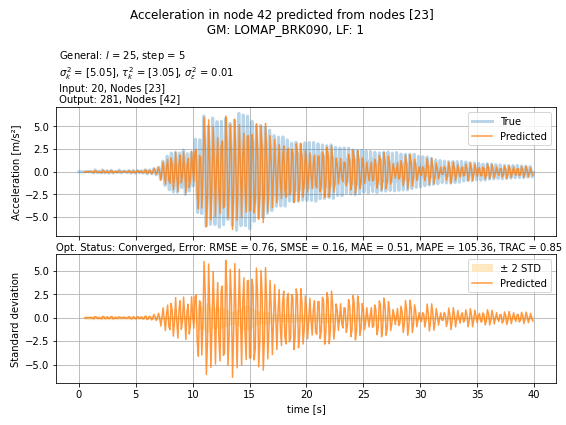 Acceleration in node 42 predicted from nodes [23]
GM: LOMAP_BRK090, LF: 1
General: l = 25, step = 5
σ²ₖ = [5.05], τ²ₖ = [3.05], σ²ε = 0.01
Input: 20, Nodes [23]
Output: 281, Nodes [42]
Acceleration [m/s²]
5.0
2.5
0.0
−2.5
−5.0
True
Predicted
Opt. Status: Converged, Error: RMSE = 0.76, SMSE = 0.16, MAE = 0.51, MAPE = 105.36, TRAC = 0.85
Standard deviation
5.0
2.5
0.0
−2.5
−5.0
± 2 STD
Predicted
0 5 10 15 20 25 30 35 40
time [s]